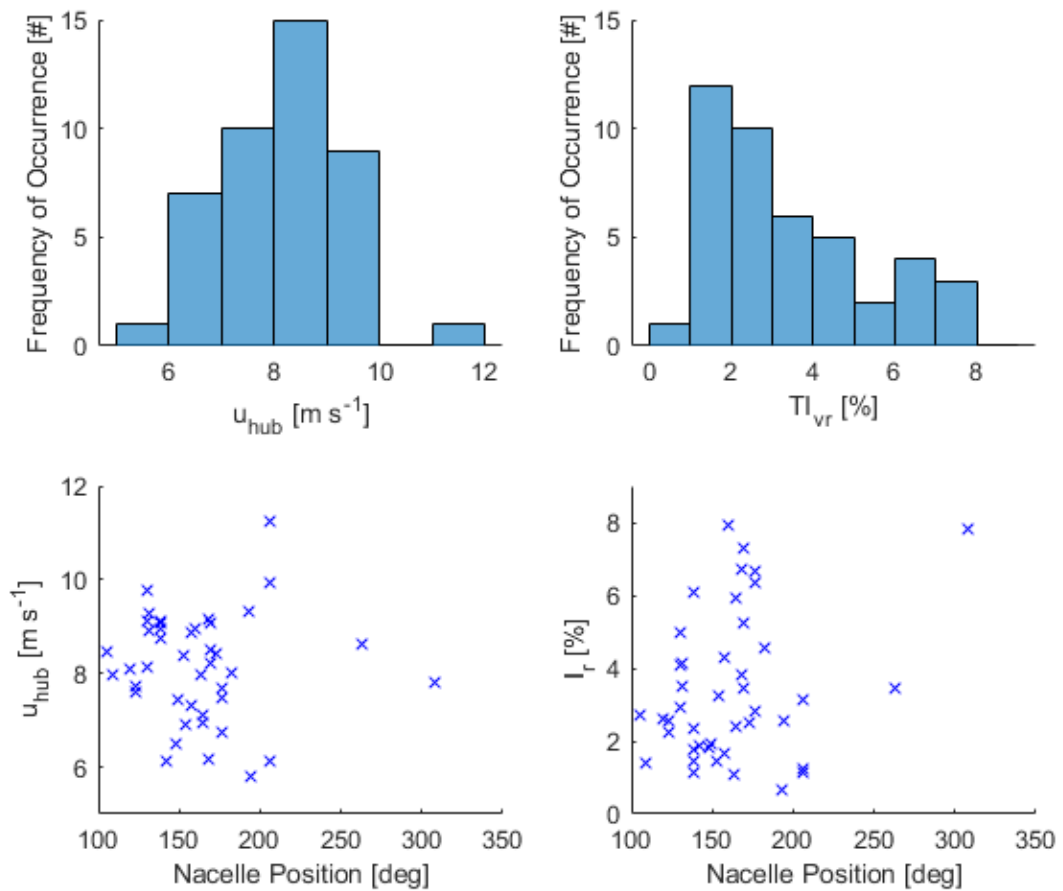 Frequency of Occurrence [#]
15
10
5
0
6 8 10 12
u_hub [m s^-1]
Frequency of Occurrence [#]
15
10
5
0
0 2 4 6 8
TI_vr [%]
u_hub [m s^-1]
12
10
8
6
100 150 200 250 300 350
Nacelle Position [deg]
I_r [%]
8
6
4
2
0
100 150 200 250 300 350
Nacelle Position [deg]